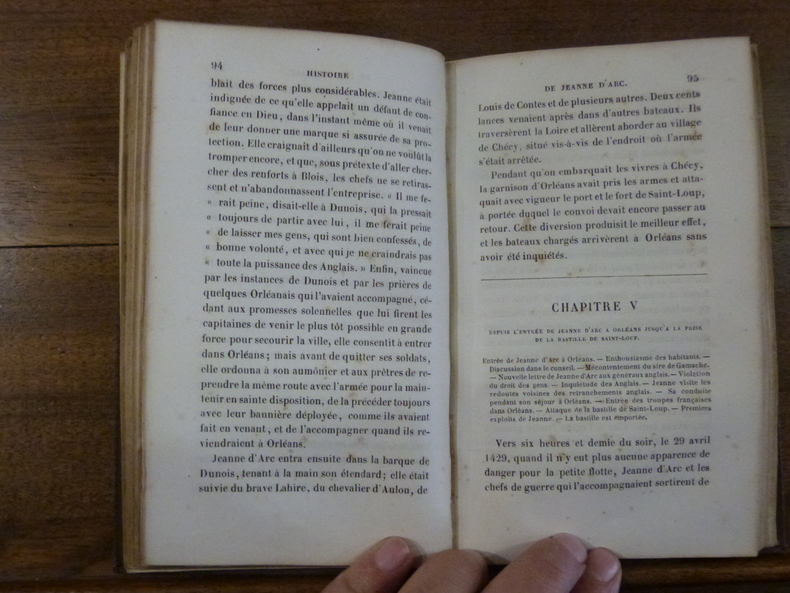 94
HISTOIRE
blait des forces plus considérables. Jeanne était
indignée de ce qu'elle appelait un défaut de con-
fiance en Dieu, dans l'instant même où il venait
de leur donner une marque si assurée de sa pro-
tection. Elle craignait d'ailleurs qu'on ne voulût la
tromper encore, et que, sous prétexte d'aller cher-
cher des renforts à Blois, les chefs ne se retiras-
sent et n'abandonnassent l'entreprise. « Il me fe-
« rait peine, disait-elle à Dunois, qui la pressait
« toujours de partir avec lui, il me ferait peine
« de laisser mes gens, qui sont bien confessés, de
« bonne volonté, et avec qui je ne craindrais pas
« toute la puissance des Anglais. » Enfin, vaincue
par les instances de Dunois et par les prières de
quelques Orléanais qui l'avaient accompagné, cé-
dant aux promesses solennelles que lui firent les
capitaines de venir le plus tôt possible en grande
force pour secourir la ville, elle consentit à entrer
dans Orléans; mais avant de quitter ses soldats,
elle ordonna à son aumônier et aux prêtres de re-
prendre la même route avec l'armée pour la main-
tenir en sainte disposition, de la précéder toujours
avec leur bannière déployée, comme ils avaient
fait en venant, et de l'accompagner quand ils re-
viendraient à Orléans.
Jeanne d'Arc entra ensuite dans la barque de
Dunois, tenant à la main son étendard; elle était
suivie du brave Lahire, du chevalier d'Aulon, de
DE JEANNE D'ARC.
95
Louis de Contes et de plusieurs autres. Deux cents
lances venaient après dans d'autres bateaux. Ils
traversèrent la Loire et allèrent aborder au village
de Chécy, situé vis-à-vis de l'endroit où l'armée
s'était arrêtée.
Pendant qu'on embarquait les vivres à Chécy,
la garnison d'Orléans avait pris les armes et atta-
quait avec vigueur le port et le fort de Saint-Loup,
à portée duquel le convoi devait encore passer au
retour. Cette diversion produisit le meilleur effet,
et les bateaux chargés arrivèrent à Orléans sans
avoir été inquiétés.
CHAPITRE V
DEPUIS L'ENTRÉE DE JEANNE D'ARC A ORLÉANS JUSQU'A LA PRISE
DE LA BASTILLE DE SAINT-LOUP.
Entrée de Jeanne d'Arc à Orléans. — Enthousiasme des habitants. —
Discussion dans le conseil. — Mécontentement du sire de Gamache.
— Nouvelle lettre de Jeanne d'Arc aux généraux anglais. — Violation
du droit des gens. — Inquiétude des Anglais. — Jeanne visite les
redoutes voisines des retranchements anglais. — Sa conduite
pendant son séjour à Orléans. — Entrée des troupes françaises
dans Orléans. — Attaque de la bastille de Saint-Loup. — Premiers
exploits de Jeanne. — La bastille est emportée.
Vers six heures et demie du soir, le 29 avril
1429, quand il n'y eut plus aucune apparence de
danger pour la petite flotte, Jeanne d'Arc et les
chefs de guerre qui l'accompagnaient sortirent de